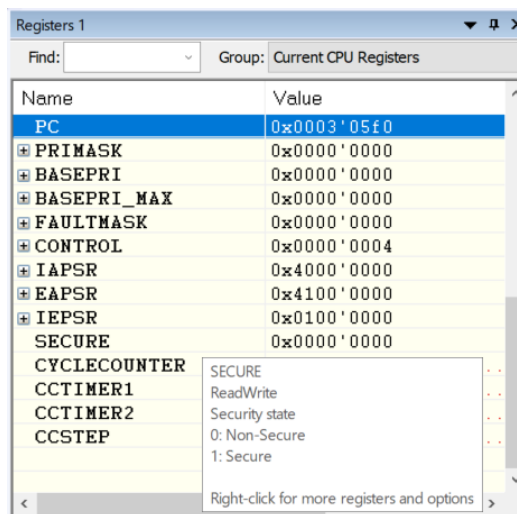 Registers 1
Find: Group: Current CPU Registers
Name Value
PC 0x0003'05f0
PRIMASK 0x0000'0000
BASEPRI 0x0000'0000
BASEPRI_MAX 0x0000'0000
FAULTMASK 0x0000'0000
CONTROL 0x0000'0004
IAPSR 0x4000'0000
EAPSR 0x4100'0000
IEPSR 0x0100'0000
SECURE 0x0000'0000
CYCLECOUNTER
CCTIMER1
CCTIMER2
CCSTEP
SECURE
ReadWrite
Security state
0: Non-Secure
1: Secure
Right-click for more registers and options